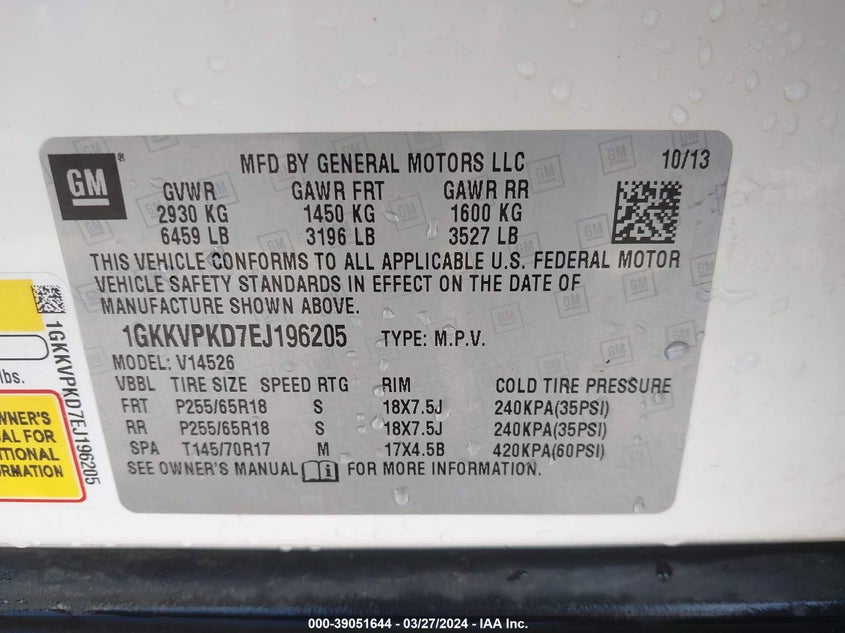 GM
MFD BY GENERAL MOTORS LLC 10/13
GVWR GAWR FRT GAWR RR
2930 KG 1450 KG 1600 KG
6459 LB 3196 LB 3527 LB
THIS VEHICLE CONFORMS TO ALL APPLICABLE U.S. FEDERAL MOTOR
VEHICLE SAFETY STANDARDS IN EFFECT ON THE DATE OF
MANUFACTURE SHOWN ABOVE.
1GKKVPKD7EJ196205 TYPE: M.P.V.
MODEL: V14526
VBBL TIRE SIZE SPEED RTG RIM COLD TIRE PRESSURE
FRT P255/65R18 S 18X7.5J 240KPA(35PSI)
RR P255/65R18 S 18X7.5J 240KPA(35PSI)
SPA T145/70R17 M 17X4.5B 420KPA(60PSI)
SEE OWNER'S MANUAL FOR MORE INFORMATION.
1GKKVPKD7EJ196205
lbs.
OWNER'S
FOR
000-39051644 - 03/27/2024 - IAA Inc.